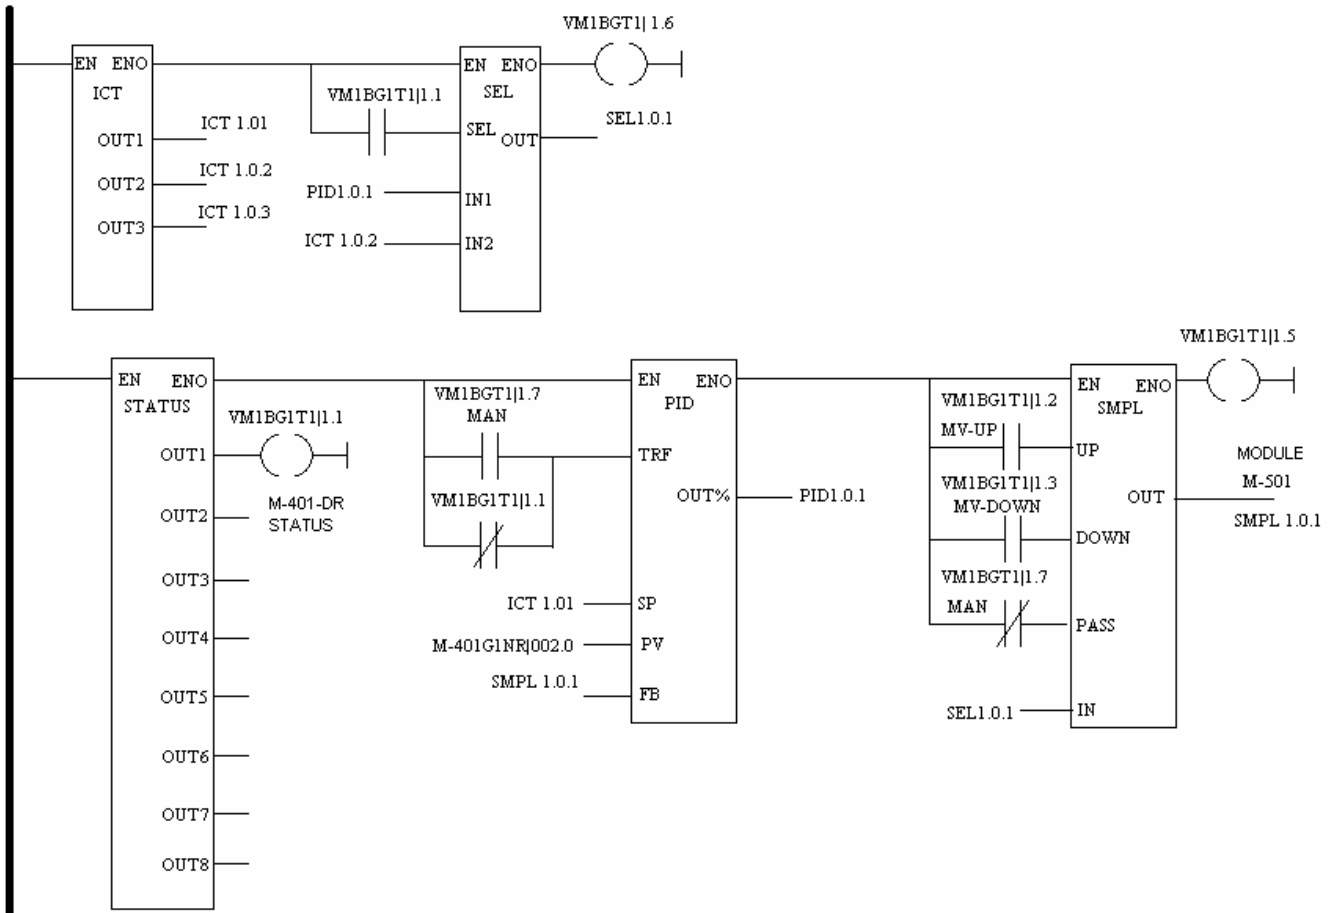 VM1BGT1| 1.6
EN ENO
ICT
OUT1
OUT2
OUT3
ICT 1.01
ICT 1.0.2
ICT 1.0.3
VM1BG1T1|1.1
PID1.0.1
ICT 1.0.2
EN ENO
SEL
SEL
OUT
IN1
IN2
SEL1.0.1
EN ENO
STATUS
OUT1
OUT2
OUT3
OUT4
OUT5
OUT6
OUT7
OUT8
VM1BG1T1|1.1
M-401-DR
STATUS
VM1BGT1|1.7
MAN
VM1BG1T1|1.1
ICT 1.01
M-401G1NR|002.0
SMPL 1.0.1
EN ENO
PID
TRF
OUT%
SP
PV
FB
PID1.0.1
VM1BG1T1|1.2
MV-UP
VM1BG1T1|1.3
MV-DOWN
VM1BGT1|1.7
MAN
SEL1.0.1
EN ENO
SMPL
UP
OUT
DOWN
PASS
IN
VM1BG1T1|1.5
MODULE
M-501
SMPL 1.0.1